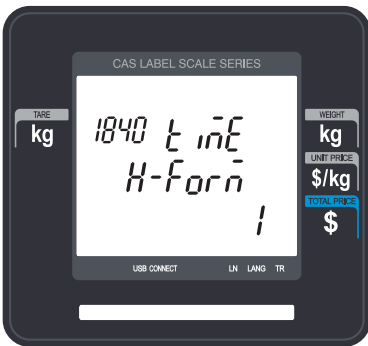 CAS LABEL SCALE SERIES
TARE
kg
1840 t inE
H-Forn
1
WEIGHT
kg
UNIT PRICE
$/kg
TOTAL PRICE
$
USB CONNECT LN LANG TR